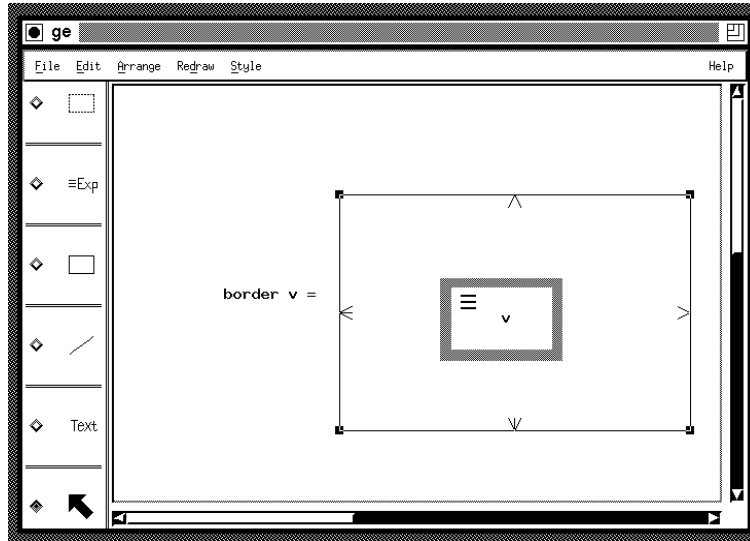 ge
File Edit Arrange Redraw Style Help
≡Exp
border v =
v
Text